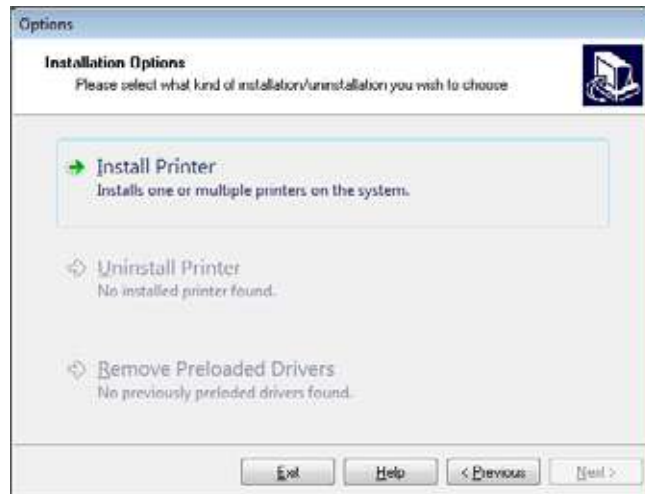 Options
Installation Options
Please select what kind of installation/uninstallation you wish to choose
Install Printer
Installs one or multiple printers on the system.
Uninstall Printer
No installed printer found.
Remove Preloaded Drivers
No previously preloded drivers found.
Exit
Help
< Previous
Next >